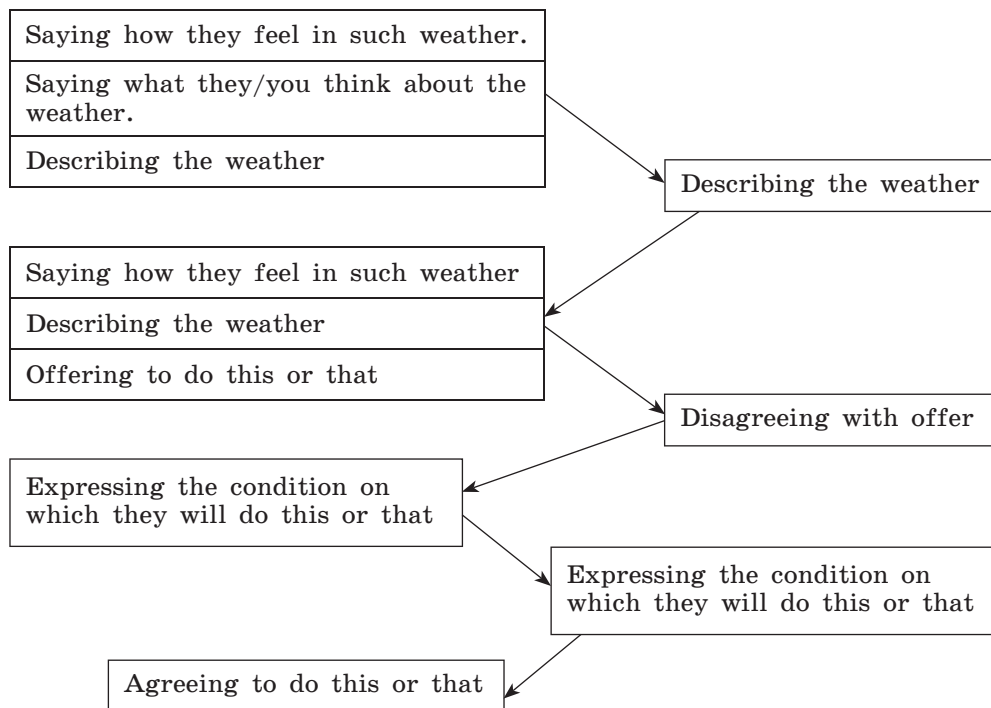 Saying how they feel in such weather.
Saying what they/you think about the
weather.
Describing the weather
Describing the weather
Saying how they feel in such weather
Describing the weather
Offering to do this or that
Disagreeing with offer
Expressing the condition on
which they will do this or that
Expressing the condition on
which they will do this or that
Agreeing to do this or that